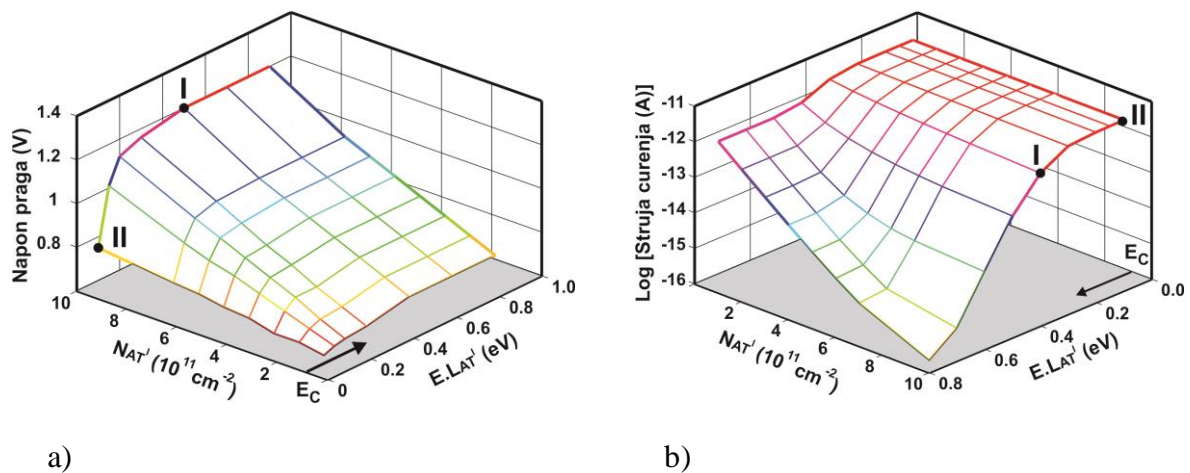 I
II
Napon praga (V)
1.4
1.2
1
0.8
10
8
6
4
2
N_AT^I (10^11 cm^-2)
E_C
0
0.2
0.4
0.6
0.8
1.0
E.L_AT^I (eV)
a)
I
II
Log [Struja curenja (A)]
-11
-12
-13
-14
-15
-16
2
4
6
8
10
N_AT^I (10^11 cm^-2)
0.8
0.6
0.4
0.2
0.0
E.L_AT^I (eV)
E_C
b)